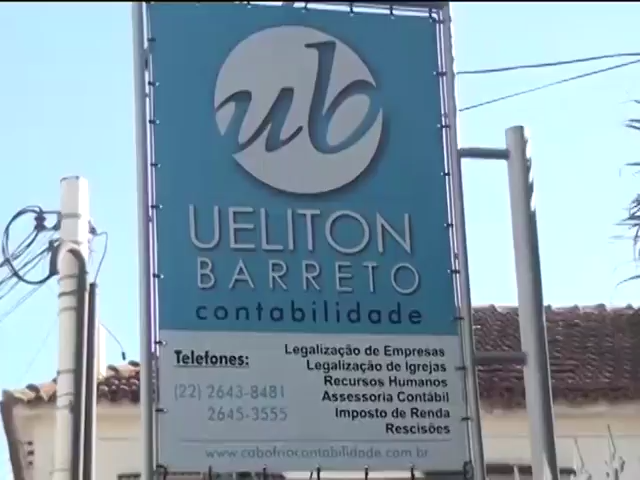 ub
UELITON
BARRETO
contabilidade
Telefones:
(22) 2643-8481
2645-3555
Legalização de Empresas
Legalização de Igrejas
Recursos Humanos
Assessoria Contábil
Imposto de Renda
Rescisões
www.cabofriocontabilidade.com.br